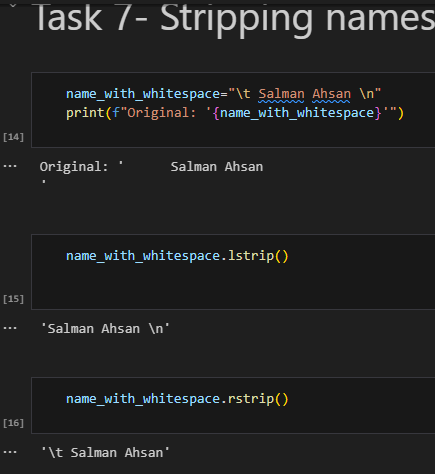 Task 7- Stripping names
name_with_whitespace="\t Salman Ahsan \n"
print(f"Original: '{name_with_whitespace}'")
[14]
... Original: '      Salman Ahsan
'
name_with_whitespace.lstrip()
[15]
... 'Salman Ahsan \n'
name_with_whitespace.rstrip()
[16]
... '\t Salman Ahsan'